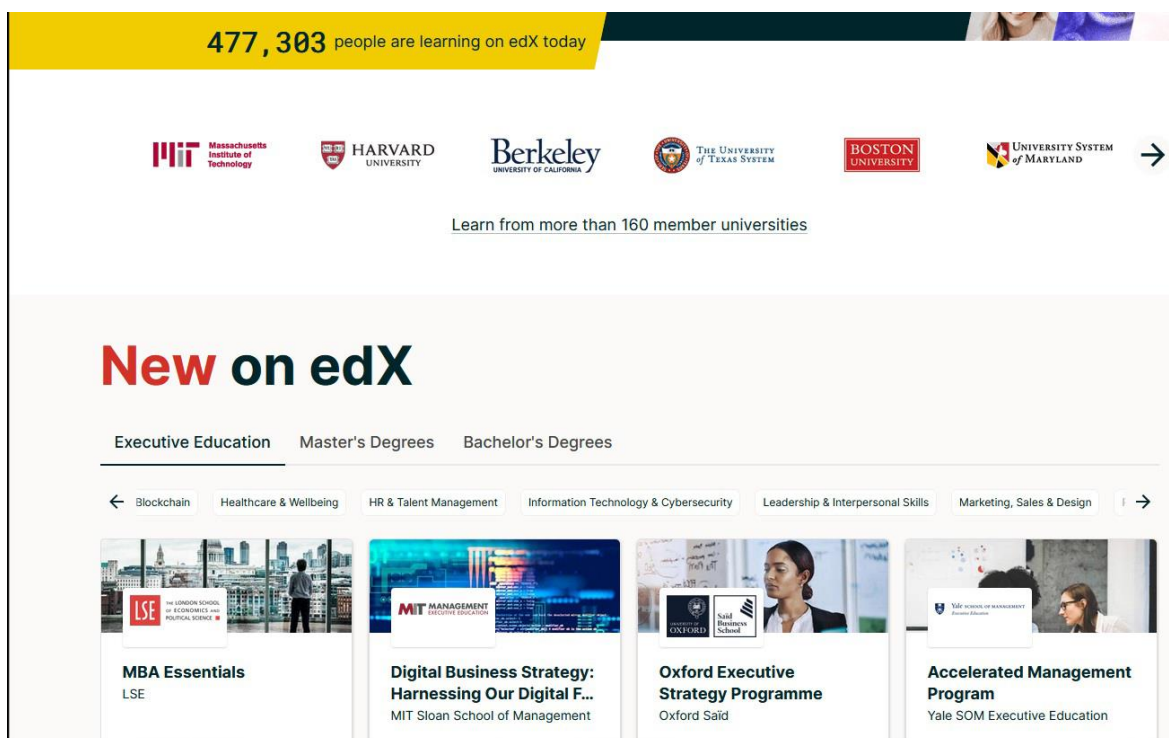 477,303 people are learning on edX today
Massachusetts
Institute of
Technology
HARVARD
UNIVERSITY
Berkeley
UNIVERSITY OF CALIFORNIA
THE UNIVERSITY
of TEXAS SYSTEM
BOSTON
UNIVERSITY
UNIVERSITY SYSTEM
of MARYLAND
Learn from more than 160 member universities
New on edX
Executive Education Master's Degrees Bachelor's Degrees
Blockchain Healthcare & Wellbeing HR & Talent Management Information Technology & Cybersecurity Leadership & Interpersonal Skills Marketing, Sales & Design
LSE
THE LONDON SCHOOL
OF ECONOMICS AND
POLITICAL SCIENCE
MIT MANAGEMENT
EXECUTIVE EDUCATION
UNIVERSITY OF
OXFORD
Saïd
Business
School
Yale SCHOOL OF MANAGEMENT
Executive Education
MBA Essentials
LSE
Digital Business Strategy:
Harnessing Our Digital F...
MIT Sloan School of Management
Oxford Executive
Strategy Programme
Oxford Saïd
Accelerated Management
Program
Yale SOM Executive Education